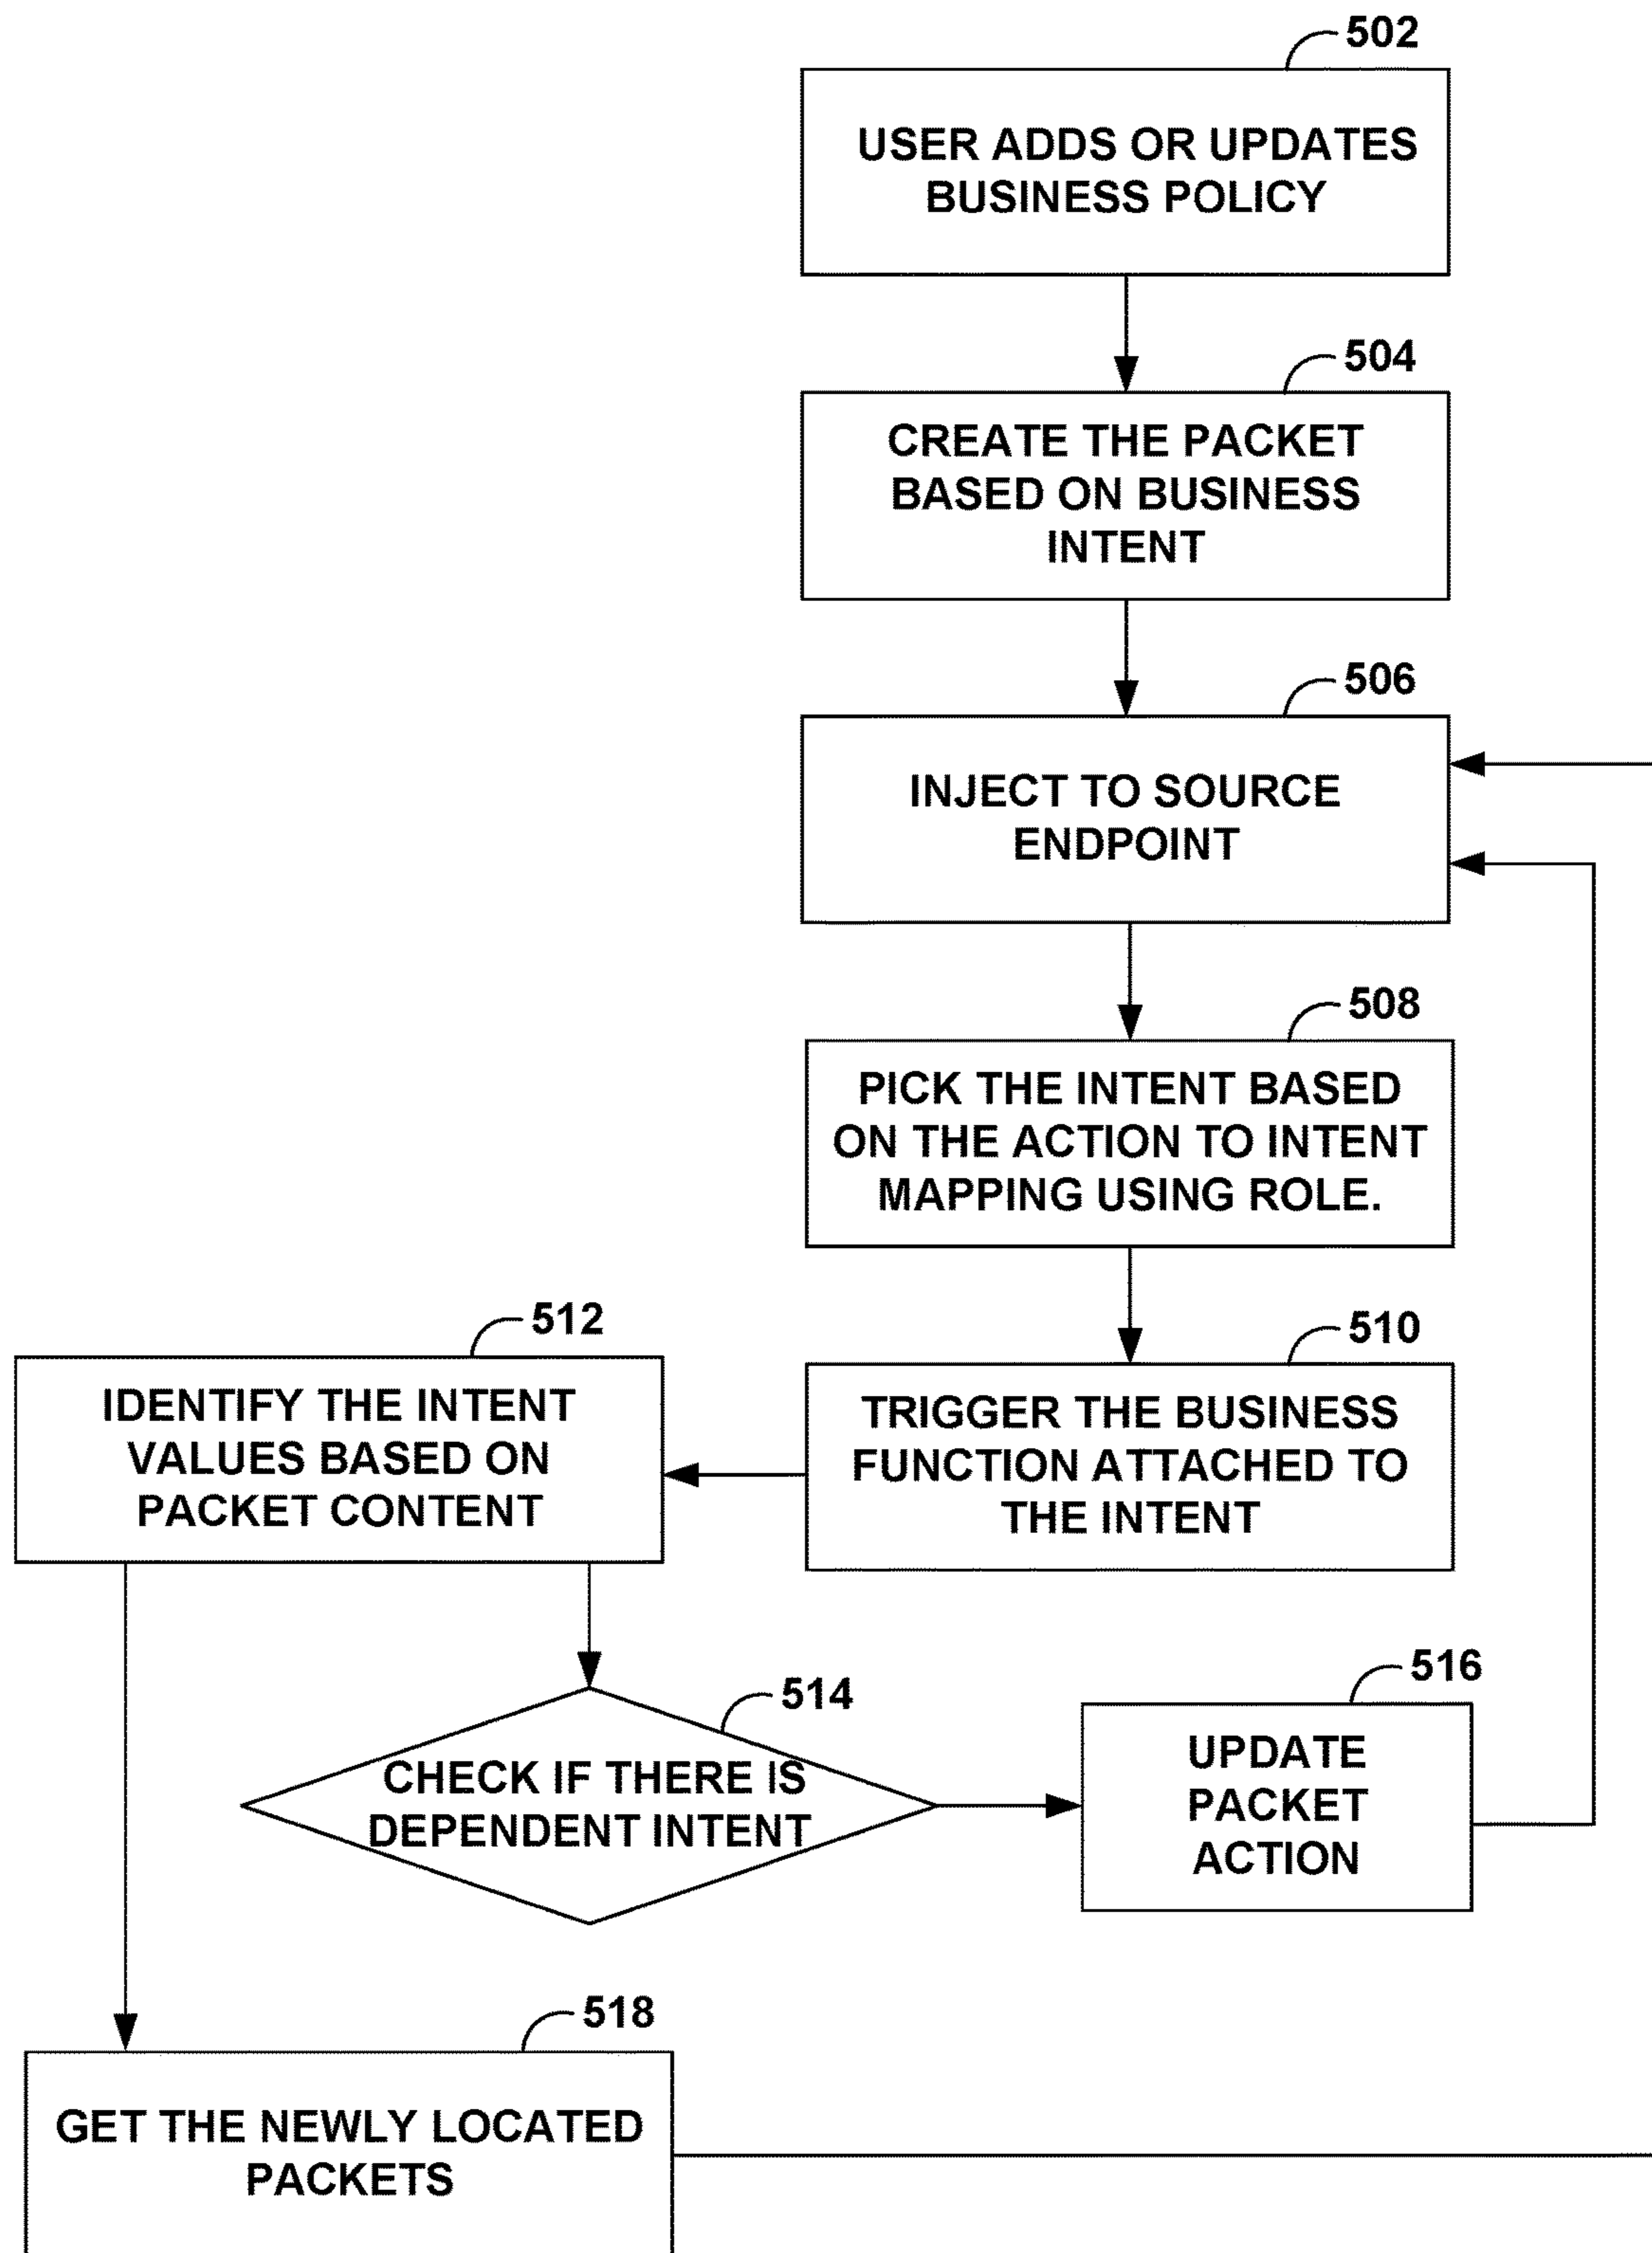 502
USER ADDS OR UPDATES
BUSINESS POLICY
504
CREATE THE PACKET
BASED ON BUSINESS
INTENT
506
INJECT TO SOURCE
ENDPOINT
508
PICK THE INTENT BASED
ON THE ACTION TO INTENT
MAPPING USING ROLE.
510
TRIGGER THE BUSINESS
FUNCTION ATTACHED TO
THE INTENT
512
IDENTIFY THE INTENT
VALUES BASED ON
PACKET CONTENT
514
CHECK IF THERE IS
DEPENDENT INTENT
516
UPDATE
PACKET
ACTION
518
GET THE NEWLY LOCATED
PACKETS